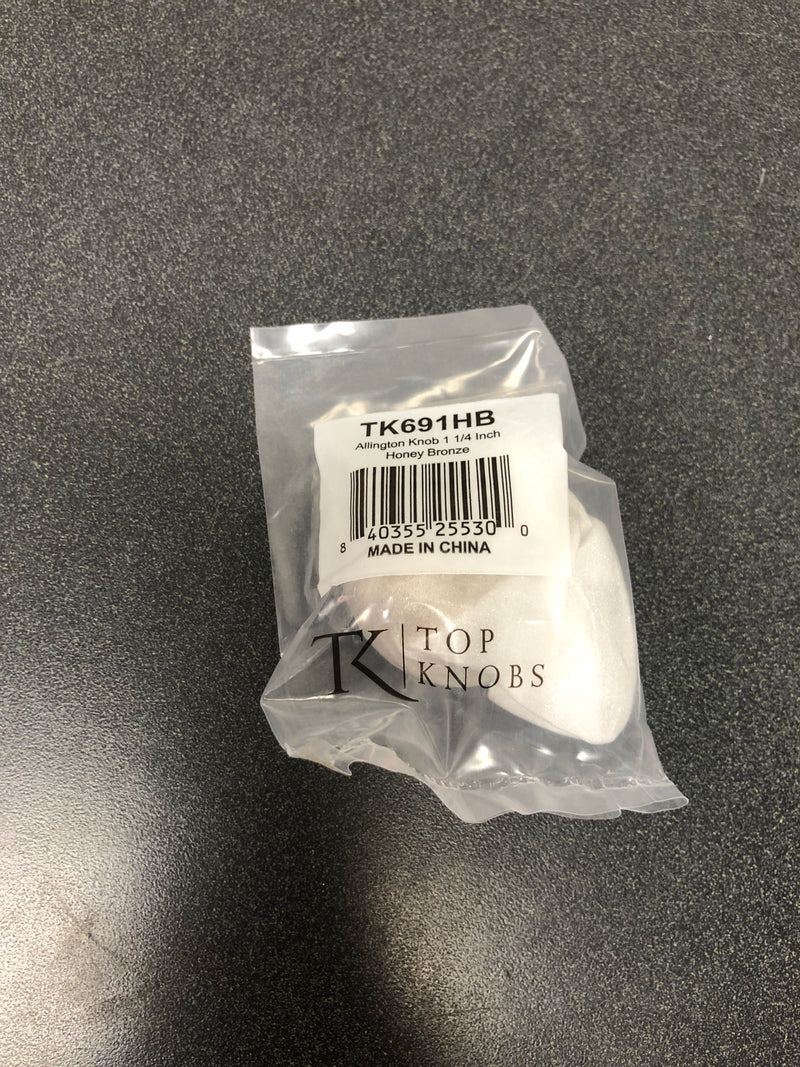 TK691HB
Allington Knob 1 1/4 Inch
Honey Bronze
8 40355 25530 0
MADE IN CHINA
TK TOP
KNOBS